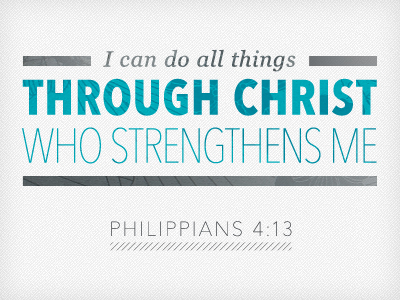 I can do all things
THROUGH CHRIST
WHO STRENGTHENS ME
PHILIPPIANS 4:13